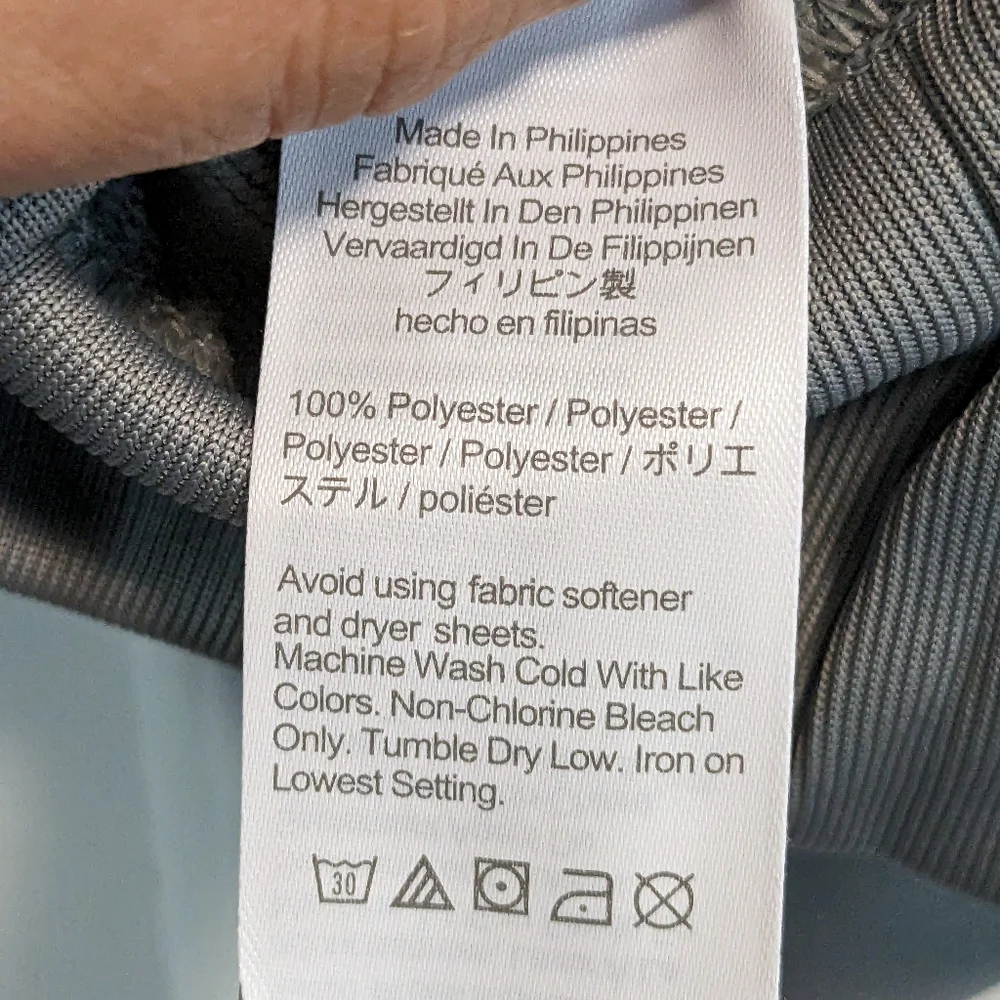 Made In Philippines
Fabriqué Aux Philippines
Hergestellt In Den Philippinen
Vervaardigd In De Filippijnen
フィリピン製
hecho en filipinas
100% Polyester / Polyester /
Polyester / Polyester / ポリエ
ステル / poliéster
Avoid using fabric softener
and dryer sheets.
Machine Wash Cold With Like
Colors. Non-Chlorine Bleach
Only. Tumble Dry Low. Iron on
Lowest Setting.
30